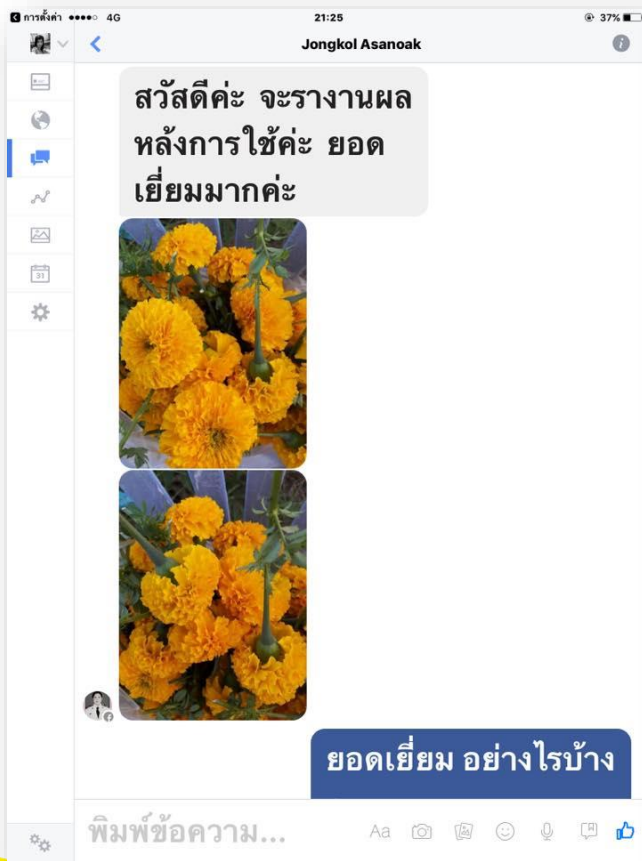 การตั้งค่า 4G 21:25 37%
Jongkol Asanoak
สวัสดีค่ะ จะรางานผล
หลังการใช้ค่ะ ยอด
เยี่ยมมากค่ะ
31
ยอดเยี่ยม อย่างไรบ้าง
พิมพ์ข้อความ... Aa